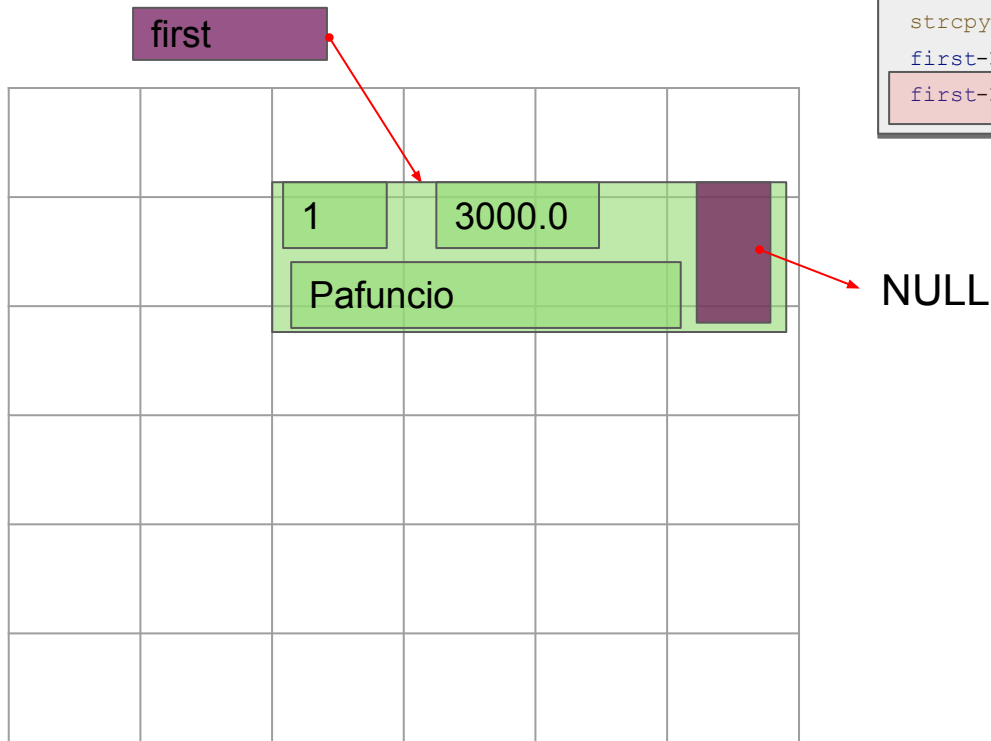 first
strcpy
first-
first-
1
3000.0
Pafuncio
NULL